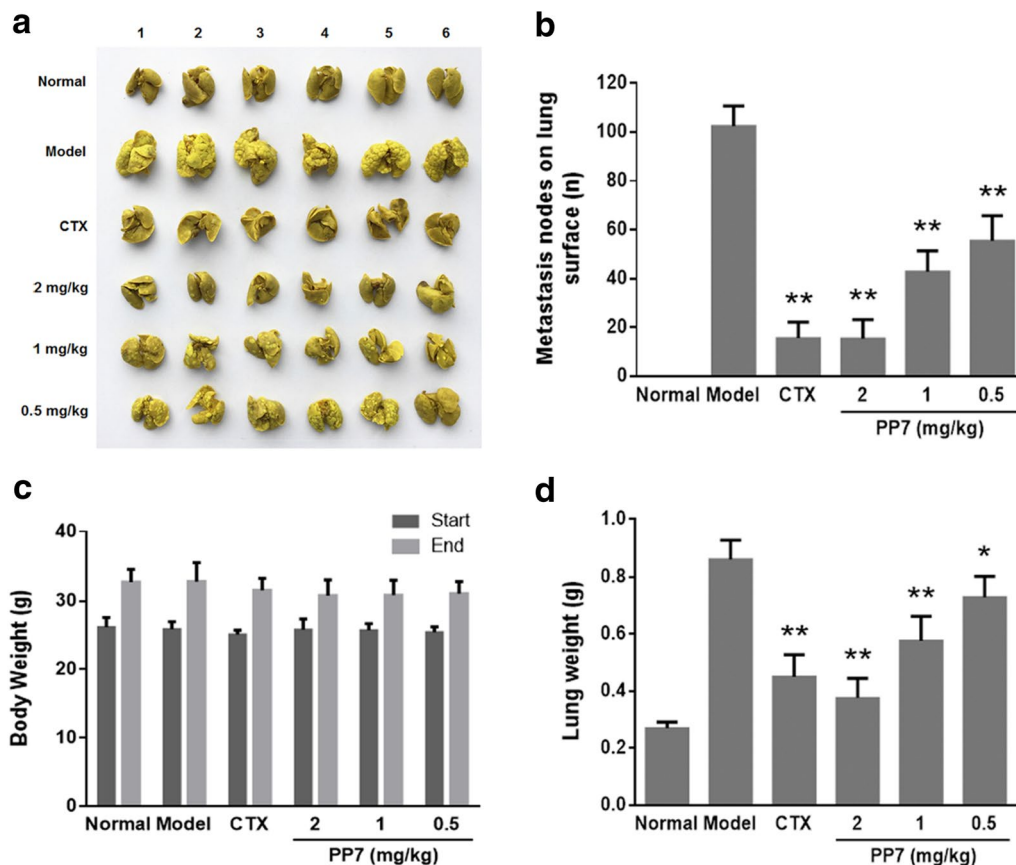 a
1 2 3 4 5 6
Normal
Model
CTX
2 mg/kg
1 mg/kg
0.5 mg/kg
b
Metastasis nodes on lung
surface (n)
120
100
80
60
40
20
0
** ** ** **
Normal Model CTX 2 1 0.5
PP7 (mg/kg)
c
Start
End
Body Weight (g)
40
30
20
10
0
Normal Model CTX 2 1 0.5
PP7 (mg/kg)
d
Lung weight (g)
1.0
0.8
0.6
0.4
0.2
0.0
** ** ** *
Normal Model CTX 2 1 0.5
PP7 (mg/kg)